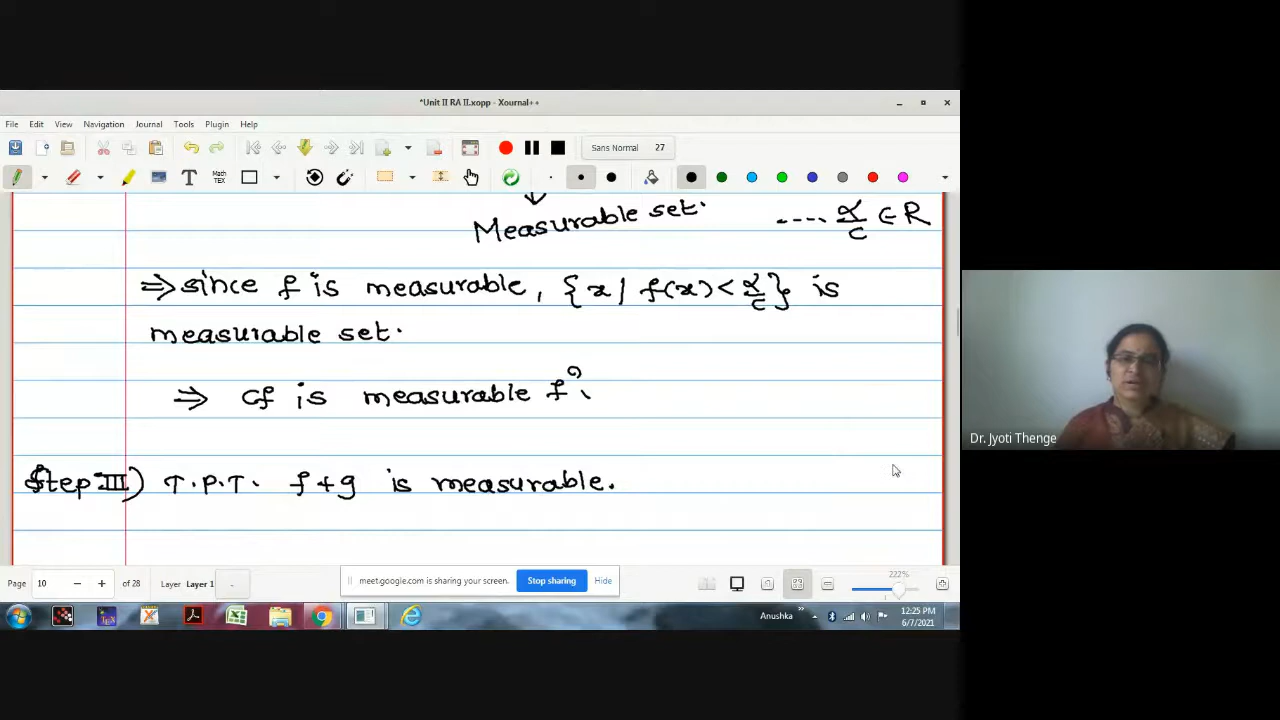 *Unit II RA II.xopp - Xournal++
File Edit View Navigation Journal Tools Plugin Help
Sans Normal 27
Measurable set. .... α/c ∈ R
⇒ since f is measurable, {x / f(x) < α/c} is
measurable set.
⇒ cf is measurable fⁿ.
Step III) T.P.T. f+g is measurable.
Dr. Jyoti Thenge
Page 10 of 28 Layer Layer 1
meet.google.com is sharing your screen. Stop sharing Hide
222%
Anushka
12:25 PM
6/7/2021